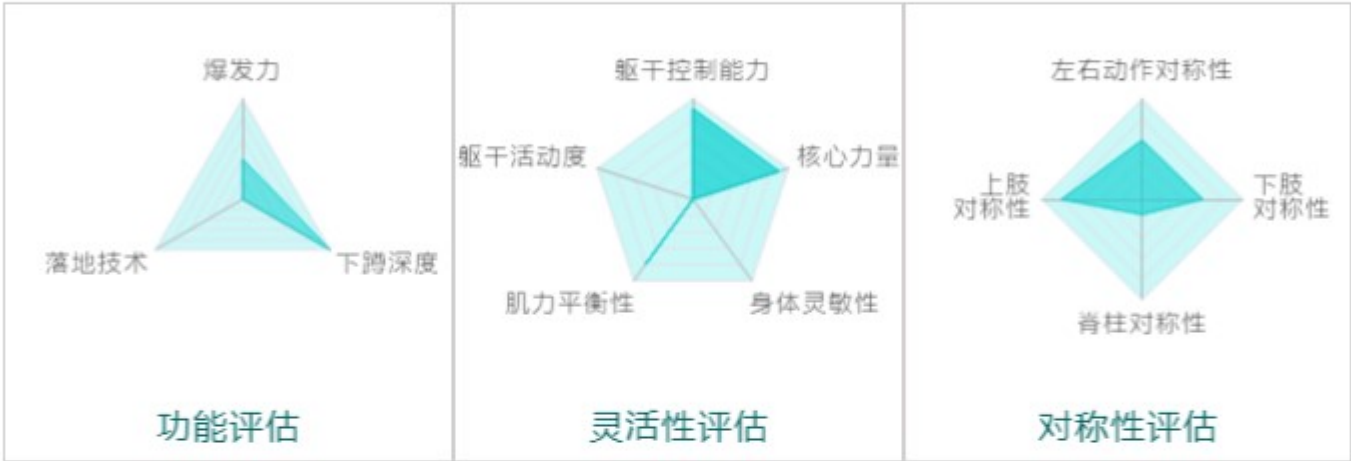 爆发力
落地技术
下蹲深度
功能评估
躯干控制能力
躯干活动度
核心力量
肌力平衡性
身体灵敏性
灵活性评估
左右动作对称性
上肢
对称性
下肢
对称性
脊柱对称性
对称性评估